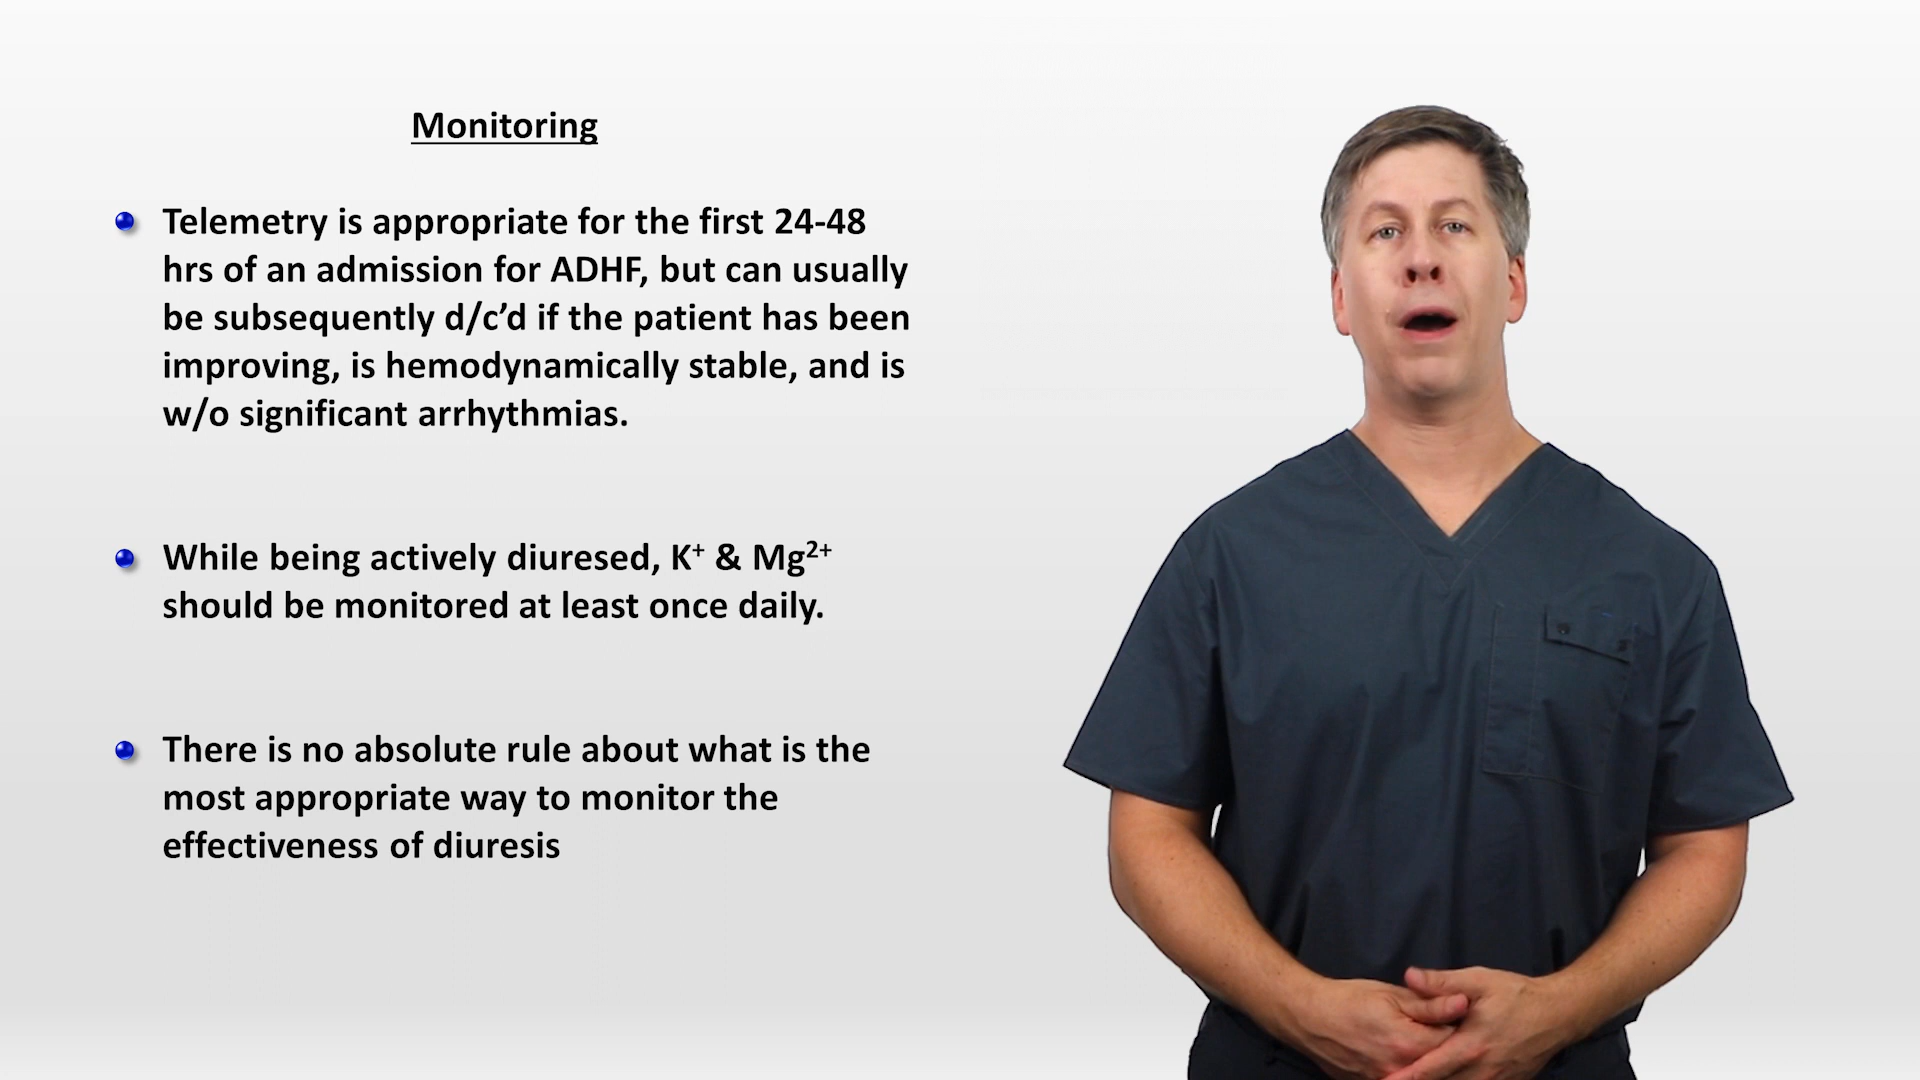 Monitoring
Telemetry is appropriate for the first 24-48
hrs of an admission for ADHF, but can usually
be subsequently d/c’d if the patient has been
improving, is hemodynamically stable, and is
w/o significant arrhythmias.
While being actively diuresed, K⁺ & Mg²⁺
should be monitored at least once daily.
There is no absolute rule about what is the
most appropriate way to monitor the
effectiveness of diuresis